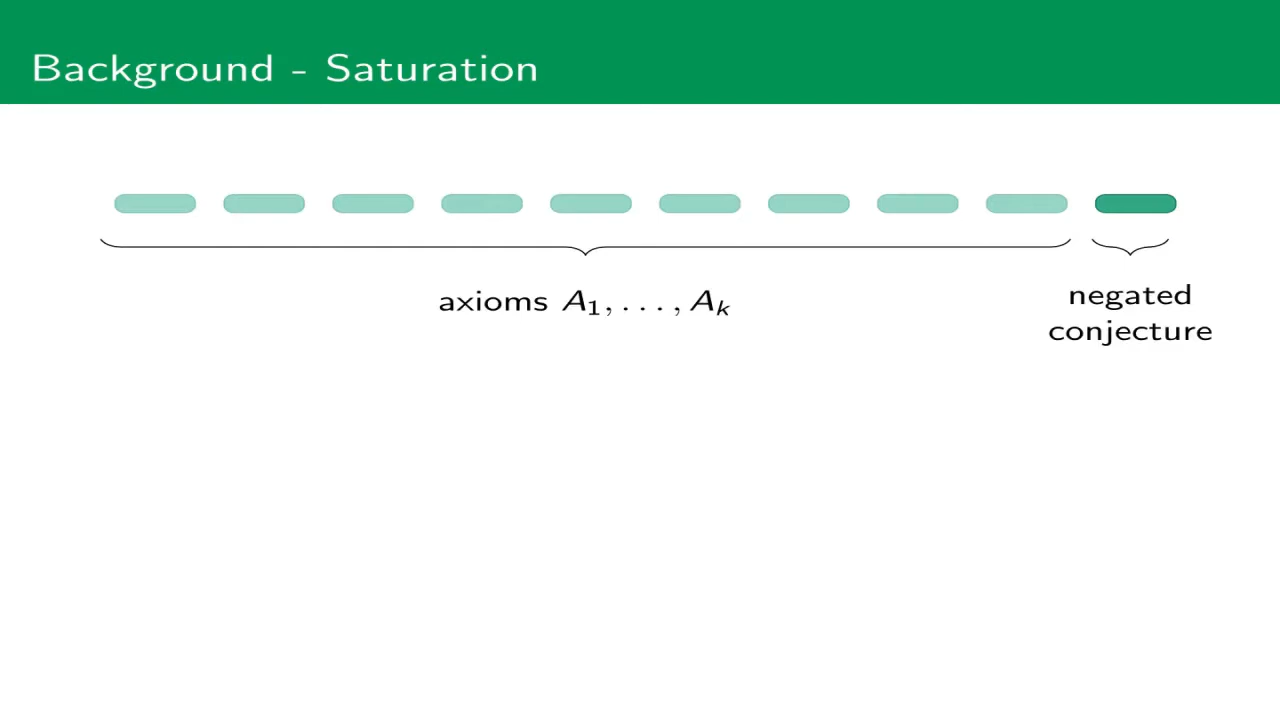 Background - Saturation
axioms A₁, . . . , Aₖ
negated
conjecture